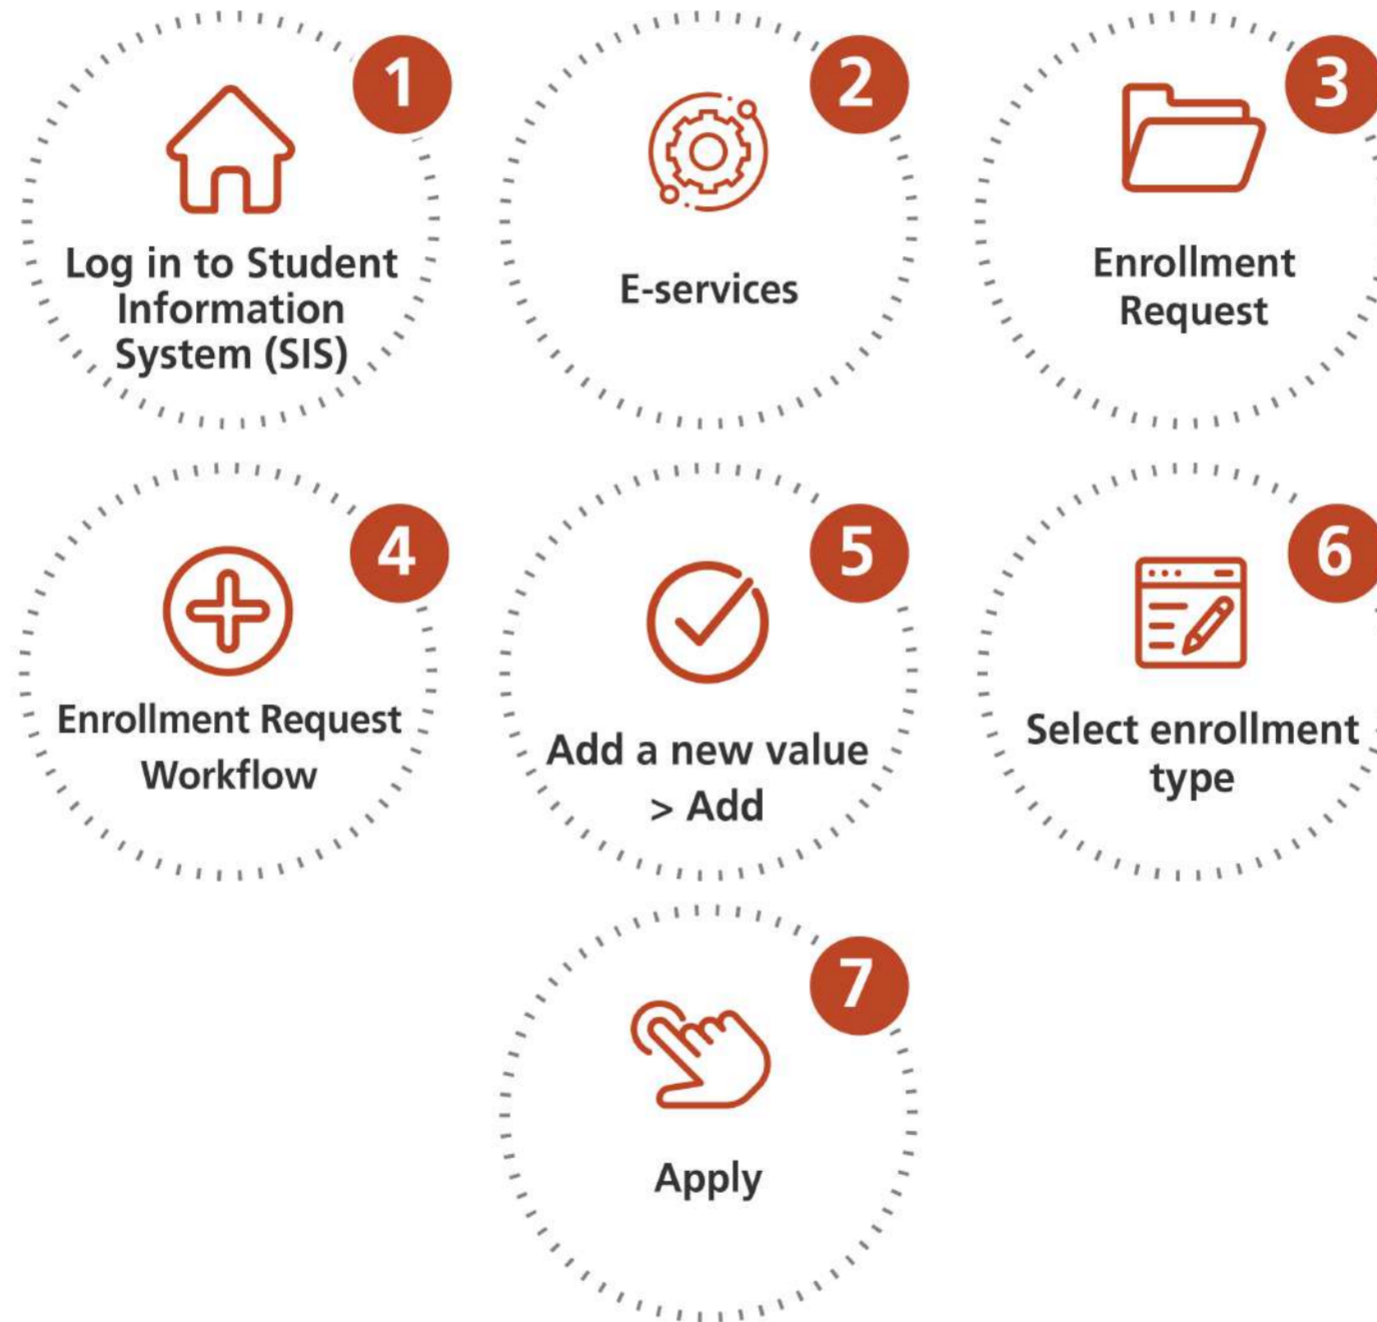 1
Log in to Student
Information
System (SIS)
2
E-services
3
Enrollment
Request
4
Enrollment Request
Workflow
5
Add a new value
> Add
6
Select enrollment
type
7
Apply